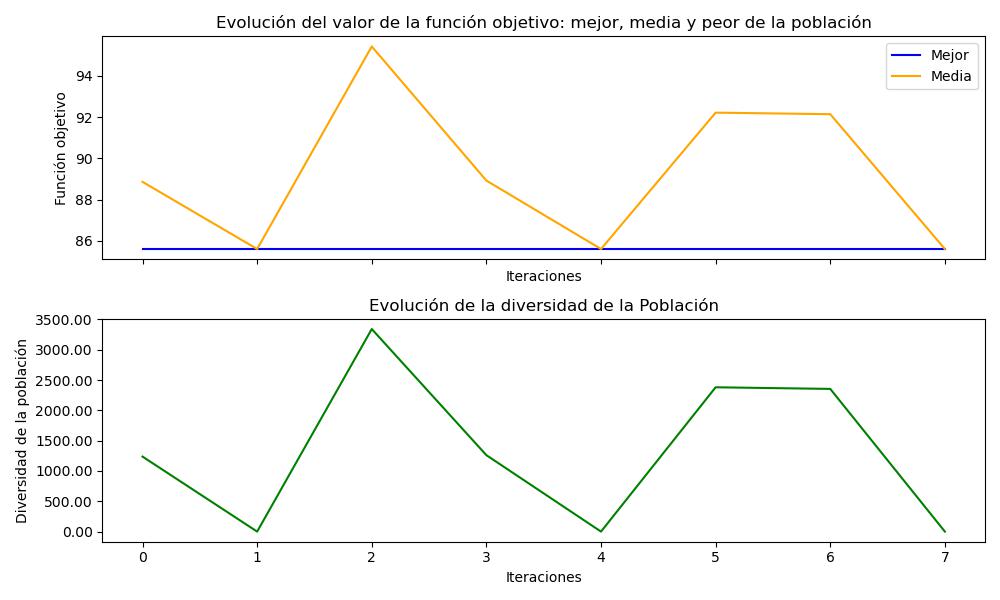 Evolución del valor de la función objetivo: mejor, media y peor de la población
Función objetivo
94
92
90
88
86
Mejor
Media
Iteraciones
Evolución de la diversidad de la Población
Diversidad de la población
3500.00
3000.00
2500.00
2000.00
1500.00
1000.00
500.00
0.00
0 1 2 3 4 5 6 7
Iteraciones